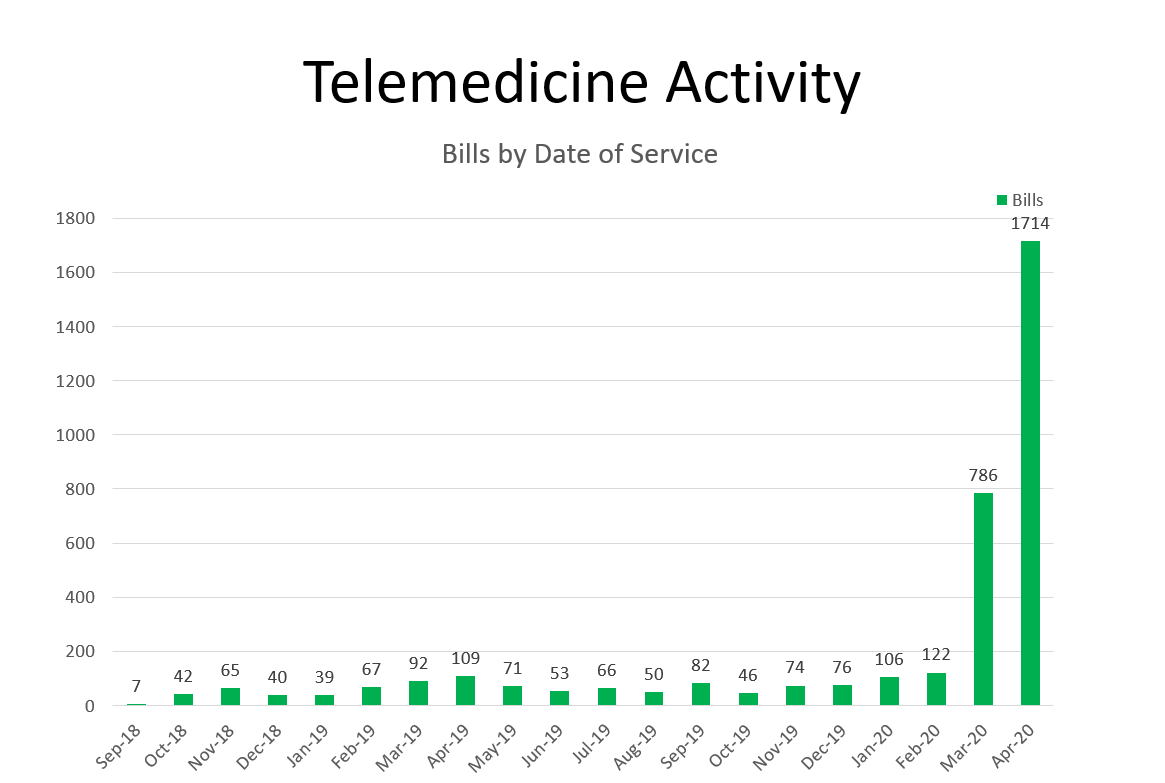 Telemedicine Activity
Bills by Date of Service
Bills
1800
1600
1400
1200
1000
800
600
400
200
0
7
42
65
40
39
67
92
109
71
53
66
50
82
46
74
76
106
122
786
1714
Sep-18
Oct-18
Nov-18
Dec-18
Jan-19
Feb-19
Mar-19
Apr-19
May-19
Jun-19
Jul-19
Aug-19
Sep-19
Oct-19
Nov-19
Dec-19
Jan-20
Feb-20
Mar-20
Apr-20